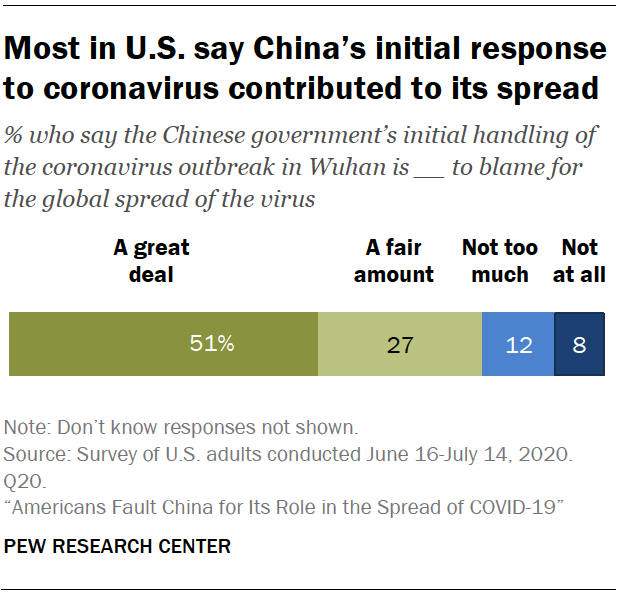 Most in U.S. say China’s initial response
to coronavirus contributed to its spread
% who say the Chinese government’s initial handling of
the coronavirus outbreak in Wuhan is __ to blame for
the global spread of the virus
A great
deal
A fair
amount
Not too
much
Not
at all
51%
27
12
8
Note: Don’t know responses not shown.
Source: Survey of U.S. adults conducted June 16-July 14, 2020.
Q20.
“Americans Fault China for Its Role in the Spread of COVID-19”
PEW RESEARCH CENTER